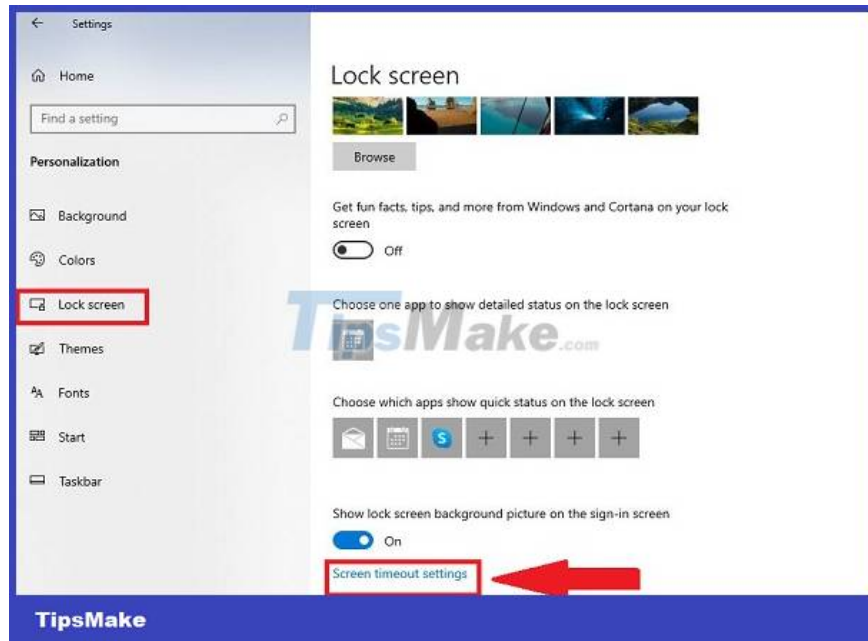 Settings
Home
Find a setting
Personalization
Background
Colors
Lock screen
Themes
Fonts
Start
Taskbar
Lock screen
Browse
Get fun facts, tips, and more from Windows and Cortana on your lock
screen
Off
Choose one app to show detailed status on the lock screen
TipsMake.com
Choose which apps show quick status on the lock screen
Show lock screen background picture on the sign-in screen
On
Screen timeout settings
TipsMake